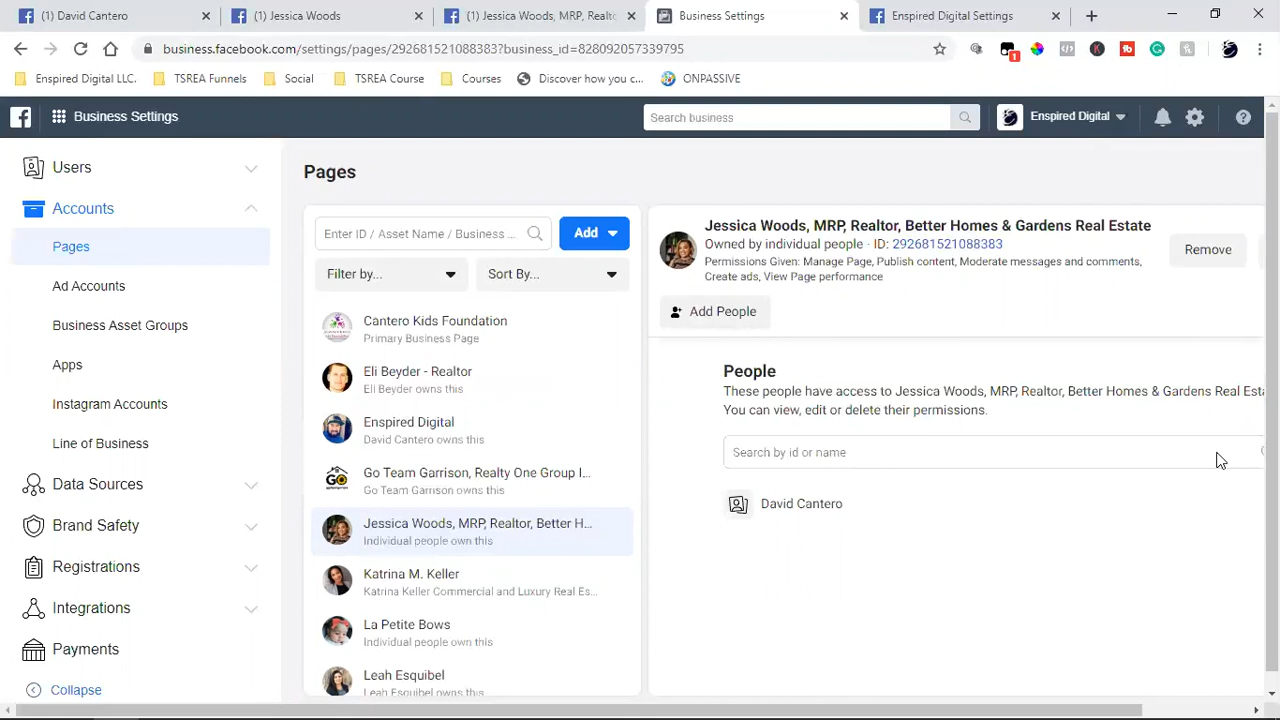 (1) David Cantero
(1) Jessica Woods
(1) Jessica Woods, MRP, Realto
Business Settings
Enspired Digital Settings
business.facebook.com/settings/pages/292681521088383?business_id=828092057339795
1
Enspired Digital LLC.
TSREA Funnels
Social
TSREA Course
Courses
Discover how you c...
ONPASSIVE
Business Settings
Search business
Enspired Digital
Users
Accounts
Pages
Ad Accounts
Business Asset Groups
Apps
Instagram Accounts
Line of Business
Data Sources
Brand Safety
Registrations
Integrations
Payments
Collapse
Pages
Enter ID / Asset Name / Business ...
Add
Filter by...
Sort By...
Cantero Kids Foundation
Primary Business Page
Eli Beyder - Realtor
Eli Beyder owns this
Enspired Digital
David Cantero owns this
Go Team Garrison, Realty One Group I...
Go Team Garrison owns this
Jessica Woods, MRP, Realtor, Better H...
Individual people own this
Katrina M. Keller
Katrina Keller Commercial and Luxury Real Es...
La Petite Bows
Individual people own this
Leah Esquibel
Leah Esquibel owns this
Jessica Woods, MRP, Realtor, Better Homes & Gardens Real Estate
Owned by individual people · ID: 292681521088383
Permissions Given: Manage Page, Publish content, Moderate messages and comments,
Create ads, View Page performance
Remove
Add People
People
These people have access to Jessica Woods, MRP, Realtor, Better Homes & Gardens Real Esta
You can view, edit or delete their permissions.
Search by id or name
David Cantero